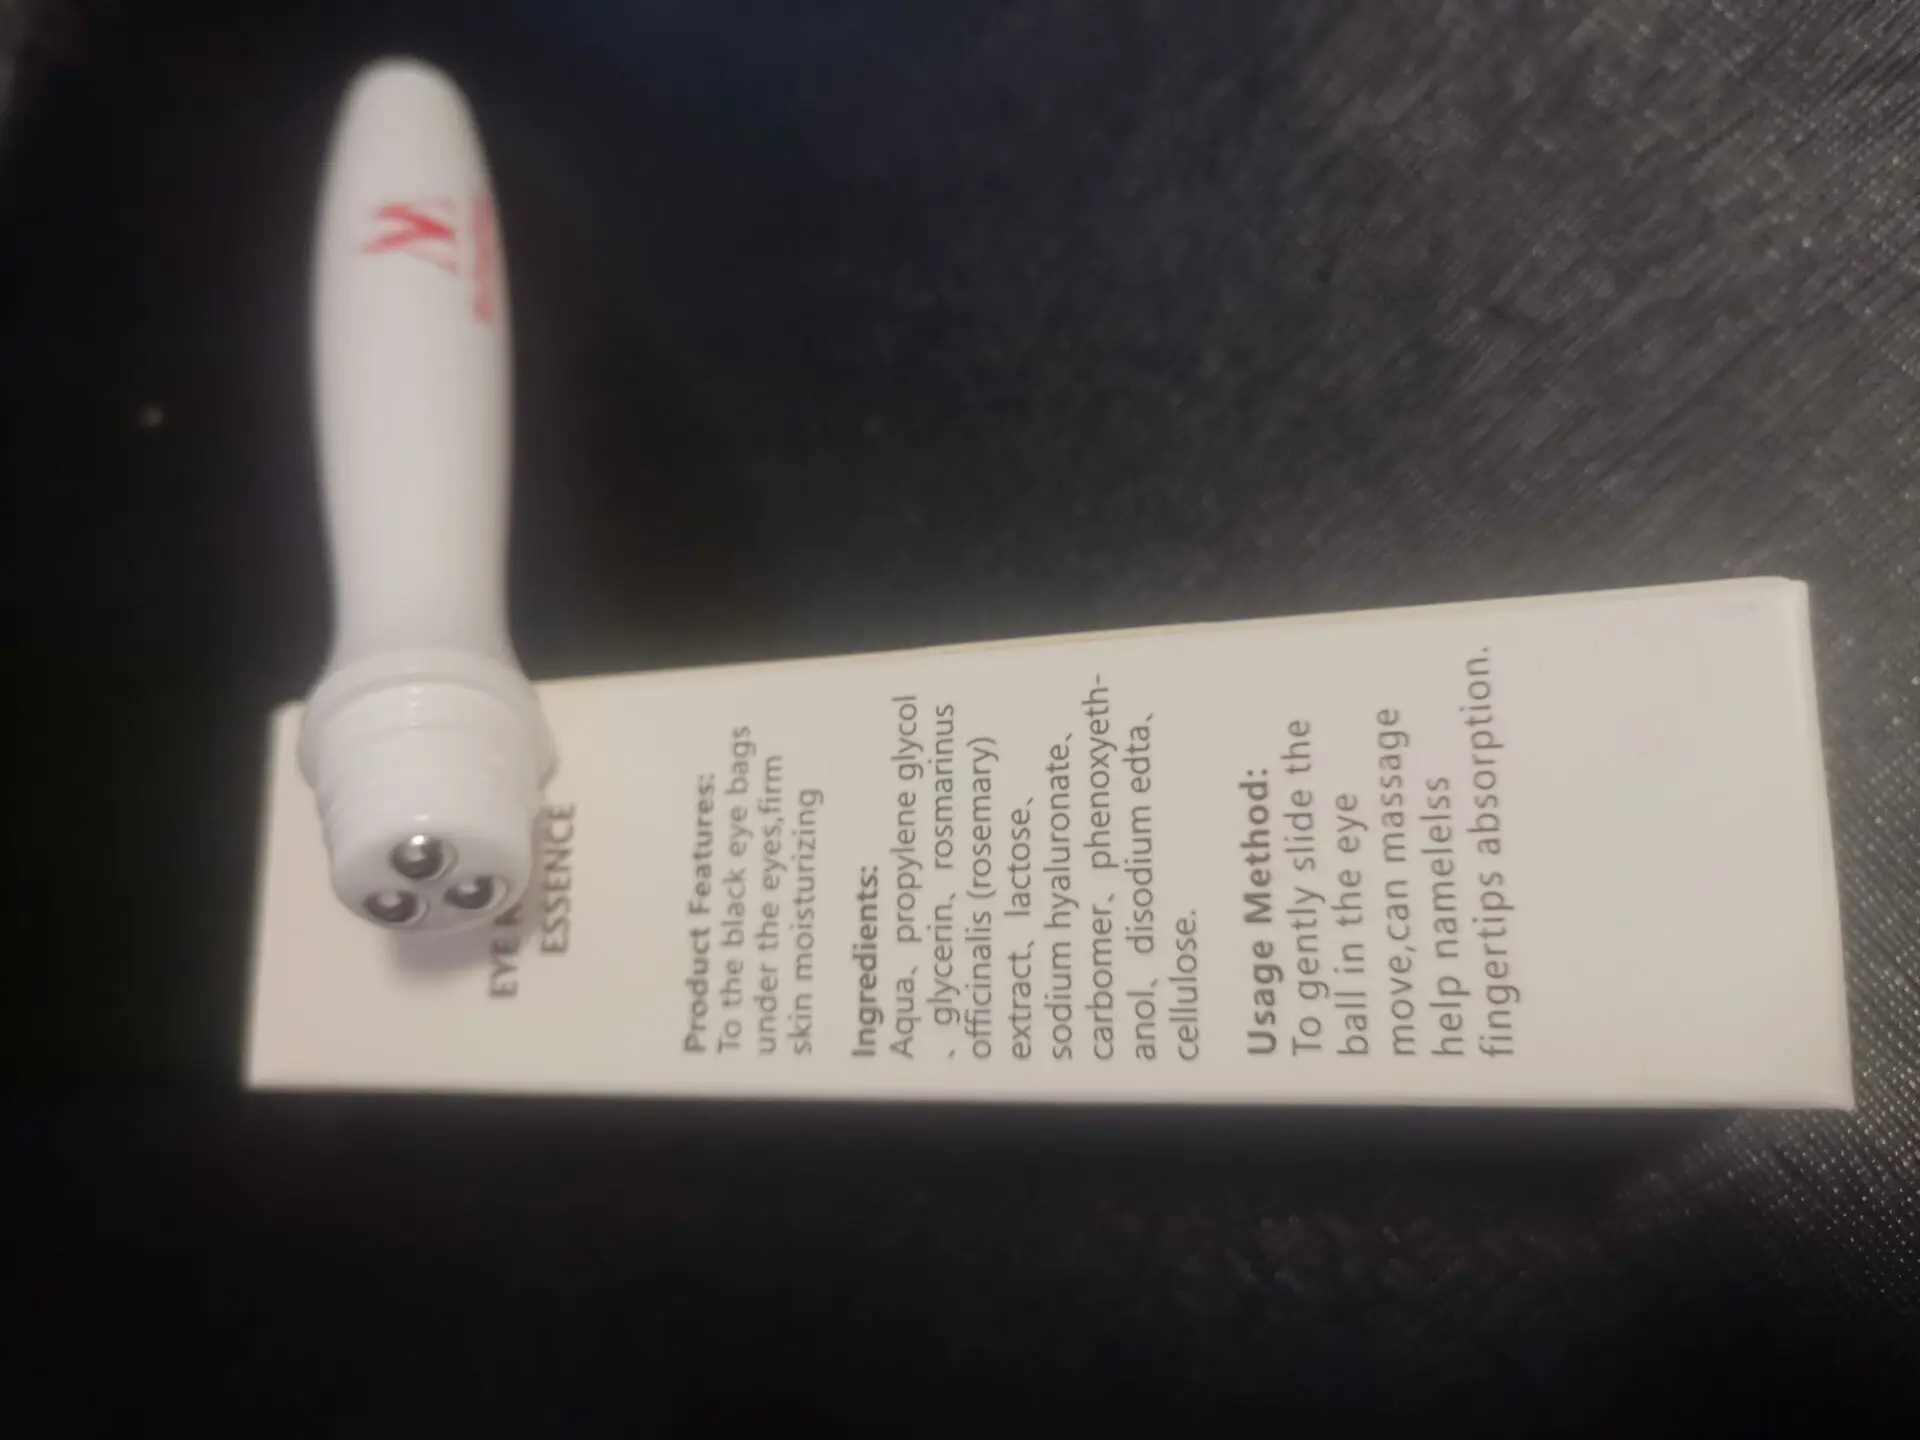 EYE
ESSENCE
Product Features:
To the black eye bags
under the eyes,firm
skin moisturizing
Ingredients:
Aqua、propylene glycol
、glycerin、rosmarinus
officinalis (rosemary)
extract、lactose、
sodium hyaluronate、
carbomer、phenoxyeth-
anol、disodium edta、
cellulose.
Usage Method:
To gently slide the
ball in the eye
move,can massage
help namelelss
fingertips absorption.